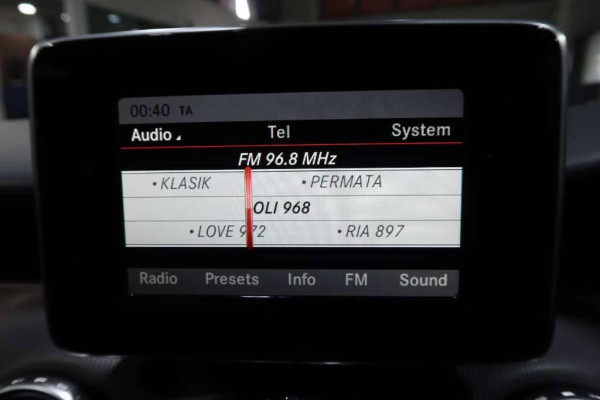 00:40 TA
Audio Tel System
FM 96.8 MHz
• KLASIK • PERMATA
OLI 968
• LOVE 972 • RIA 897
Radio Presets Info FM Sound